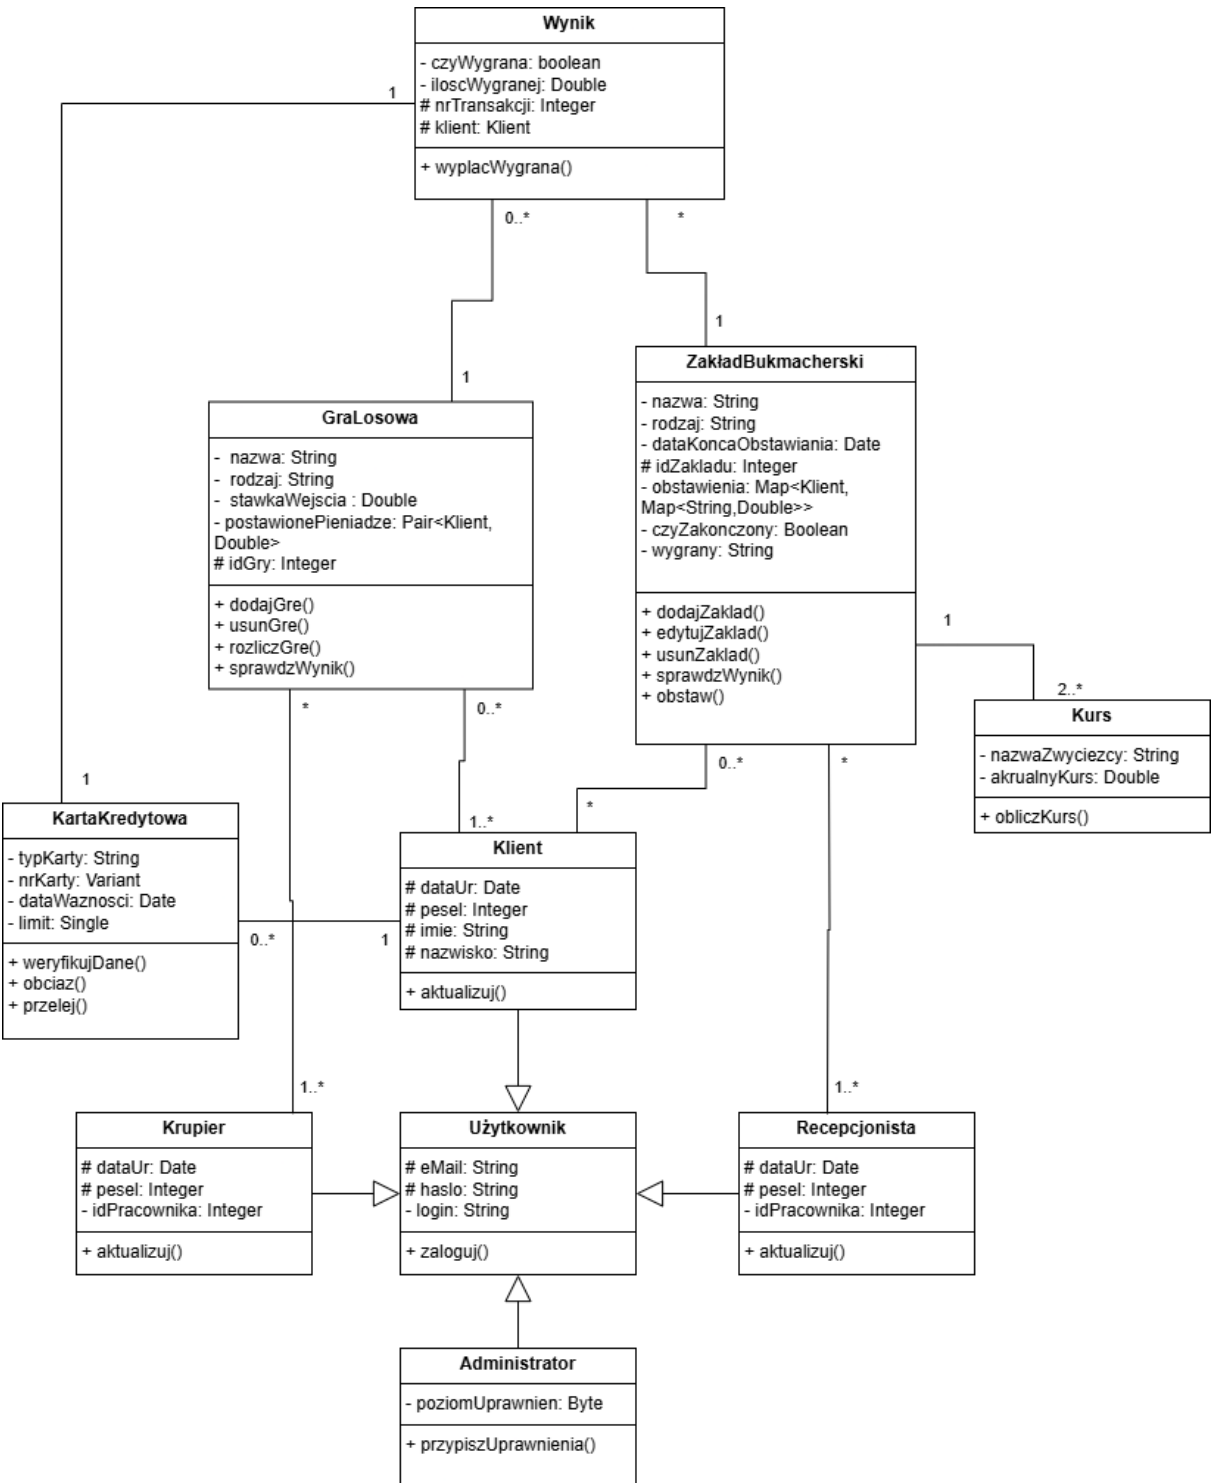 Wynik
- czyWygrana: boolean
- iloscWygranej: Double
# nrTransakcji: Integer
# klient: Klient
+ wyplacWygrana()
1
0..*
*
1
1
ZakładBukmacherski
- nazwa: String
- rodzaj: String
- dataKoncaObstawiania: Date
# idZakladu: Integer
- obstawienia: Map<Klient,
Map<String,Double>>
- czyZakonczony: Boolean
- wygrany: String
+ dodajZaklad()
+ edytujZaklad()
+ usunZaklad()
+ sprawdzWynik()
+ obstaw()
GraLosowa
- nazwa: String
- rodzaj: String
- stawkaWejscia : Double
- postawionePieniadze: Pair<Klient,
Double>
# idGry: Integer
+ dodajGre()
+ usunGre()
+ rozliczGre()
+ sprawdzWynik()
1
2..*
Kurs
- nazwaZwyciezcy: String
- akrualnyKurs: Double
+ obliczKurs()
*
0..*
0..*
*
1
1..*
*
KartaKredytowa
- typKarty: String
- nrKarty: Variant
- dataWaznosci: Date
- limit: Single
+ weryfikujDane()
+ obciaz()
+ przelej()
0..*
1
Klient
# dataUr: Date
# pesel: Integer
# imie: String
# nazwisko: String
+ aktualizuj()
1..*
1..*
Krupier
# dataUr: Date
# pesel: Integer
- idPracownika: Integer
+ aktualizuj()
Użytkownik
# eMail: String
# haslo: String
- login: String
+ zaloguj()
Recepcjonista
# dataUr: Date
# pesel: Integer
- idPracownika: Integer
+ aktualizuj()
Administrator
- poziomUprawnien: Byte
+ przypiszUprawnienia()